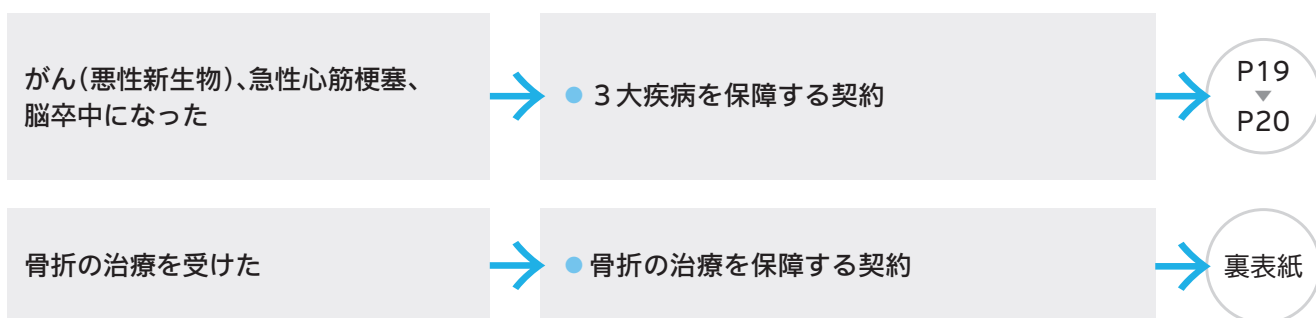 がん（悪性新生物）、急性心筋梗塞、
脳卒中になった
● ３大疾病を保障する契約
P19
▼
P20
骨折の治療を受けた
● 骨折の治療を保障する契約
裏表紙